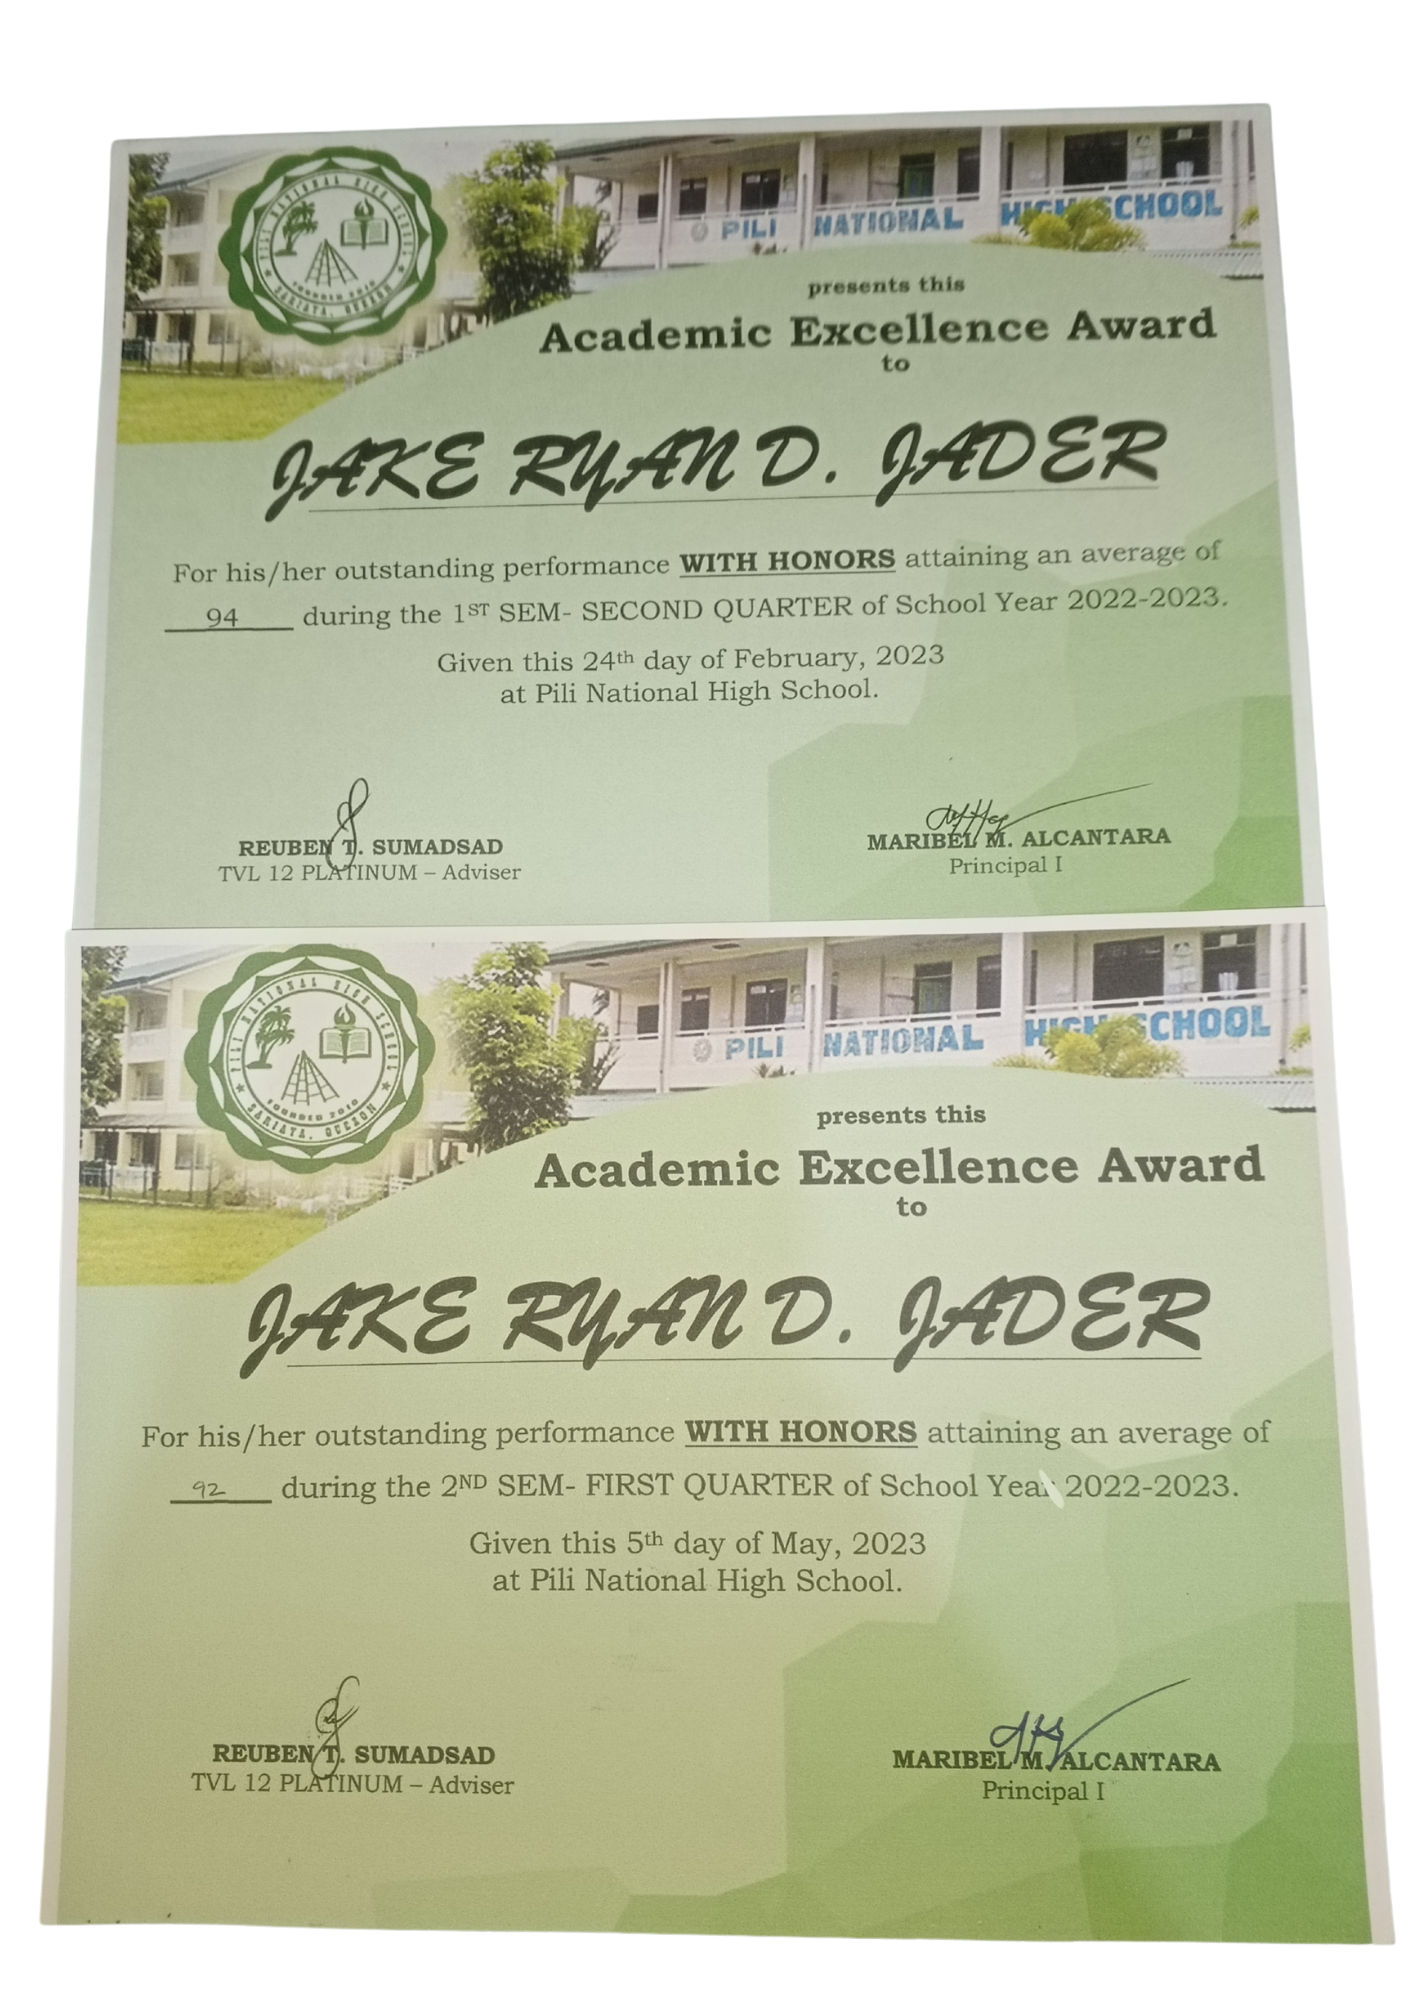 PILI NATIONAL HIGH SCHOOL
FOUNDED 2010
SARIAYA, QUEZON
PILI NATIONAL HIGH SCHOOL
presents this
Academic Excellence Award
to
JAKE RYAN D. JADER
For his/her outstanding performance WITH HONORS attaining an average of
94 during the 1ST SEM- SECOND QUARTER of School Year 2022-2023.
Given this 24th day of February, 2023
at Pili National High School.
REUBEN T. SUMADSAD
TVL 12 PLATINUM – Adviser
MARIBEL M. ALCANTARA
Principal I
PILI NATIONAL HIGH SCHOOL
FOUNDED 2010
SARIAYA, QUEZON
PILI NATIONAL HIGH SCHOOL
presents this
Academic Excellence Award
to
JAKE RYAN D. JADER
For his/her outstanding performance WITH HONORS attaining an average of
92 during the 2ND SEM- FIRST QUARTER of School Year 2022-2023.
Given this 5th day of May, 2023
at Pili National High School.
REUBEN T. SUMADSAD
TVL 12 PLATINUM – Adviser
MARIBEL M. ALCANTARA
Principal I